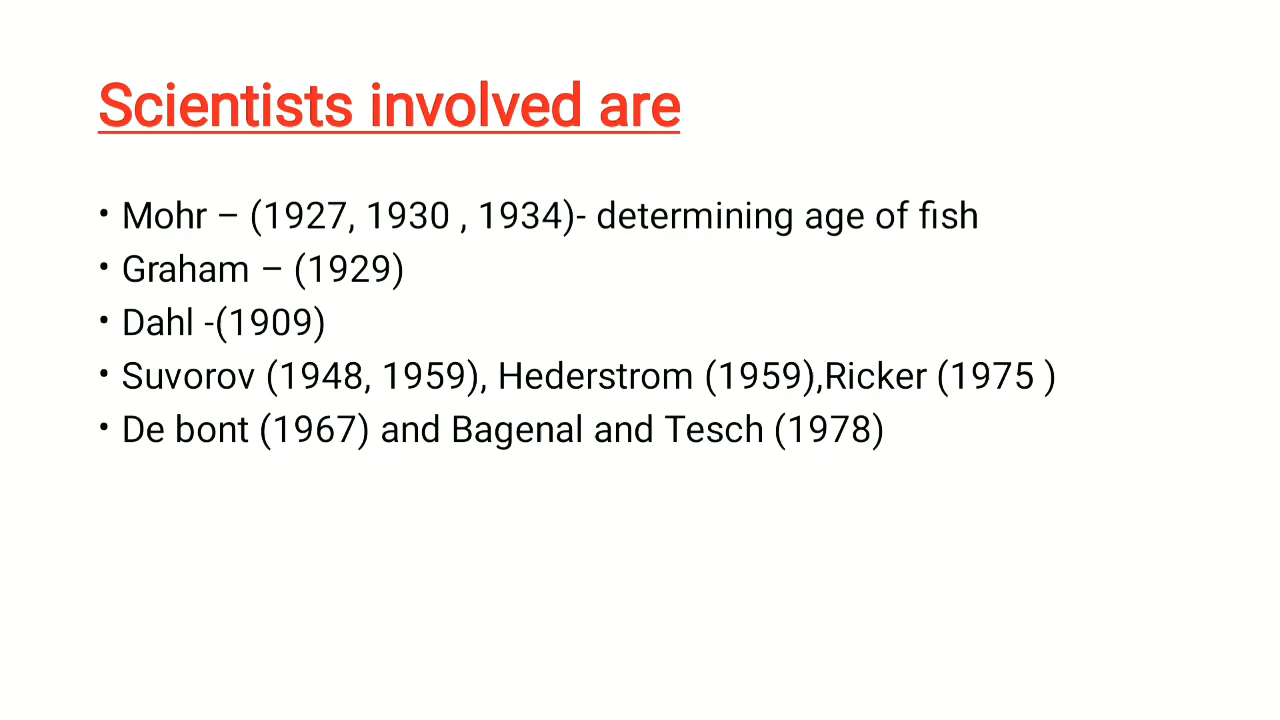 Scientists involved are
• Mohr – (1927, 1930 , 1934)- determining age of fish
• Graham – (1929)
• Dahl -(1909)
• Suvorov (1948, 1959), Hederstrom (1959),Ricker (1975 )
• De bont (1967) and Bagenal and Tesch (1978)